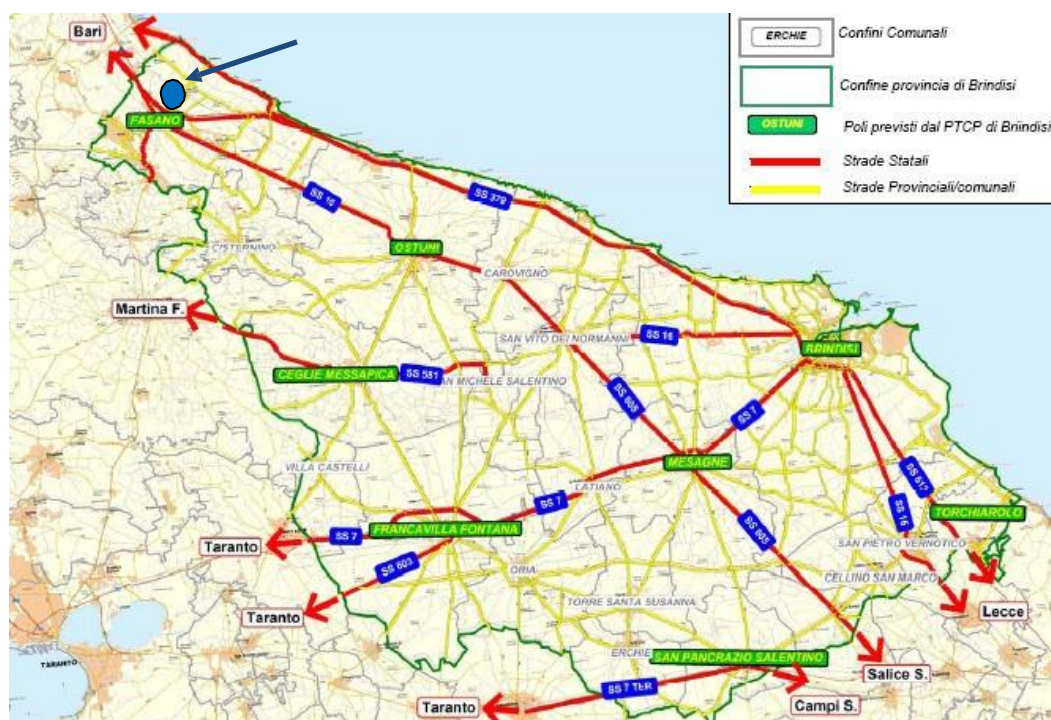 Bari
FASANO
SS 16
SS 379
OSTUNI
CISTERNINO
CAROVIGNO
Martina F.
SAN VITO DEI NORMANNI
SS 16
BRINDISI
CEGLIE MESSAPICA
SS 581
AN MICHELE SALENTINO
SS 605
SS 7
MESAGNE
VILLA CASTELLI
LATIANO
SS 7
SS 613
SS 16
TORCHIAROLO
FRANCAVILLA FONTANA
SS 7
Taranto
SS 603
SS 605
SAN PIETRO VERNOTICO
ORIA
CELLINO SAN MARCO
Taranto
TORRE SANTA SUSANNA
Lecce
TARANTO
ERCHIE
SAN PANCRAZIO SALENTINO
Salice S.
SS 7 TER
Taranto
Campi S.
ERCHIE
Confini Comunali
Confine provincia di Brindisi
OSTUNI
Poli previsti dal PTCP di Briindisi
Strade Statali
Strade Provinciali/comunali